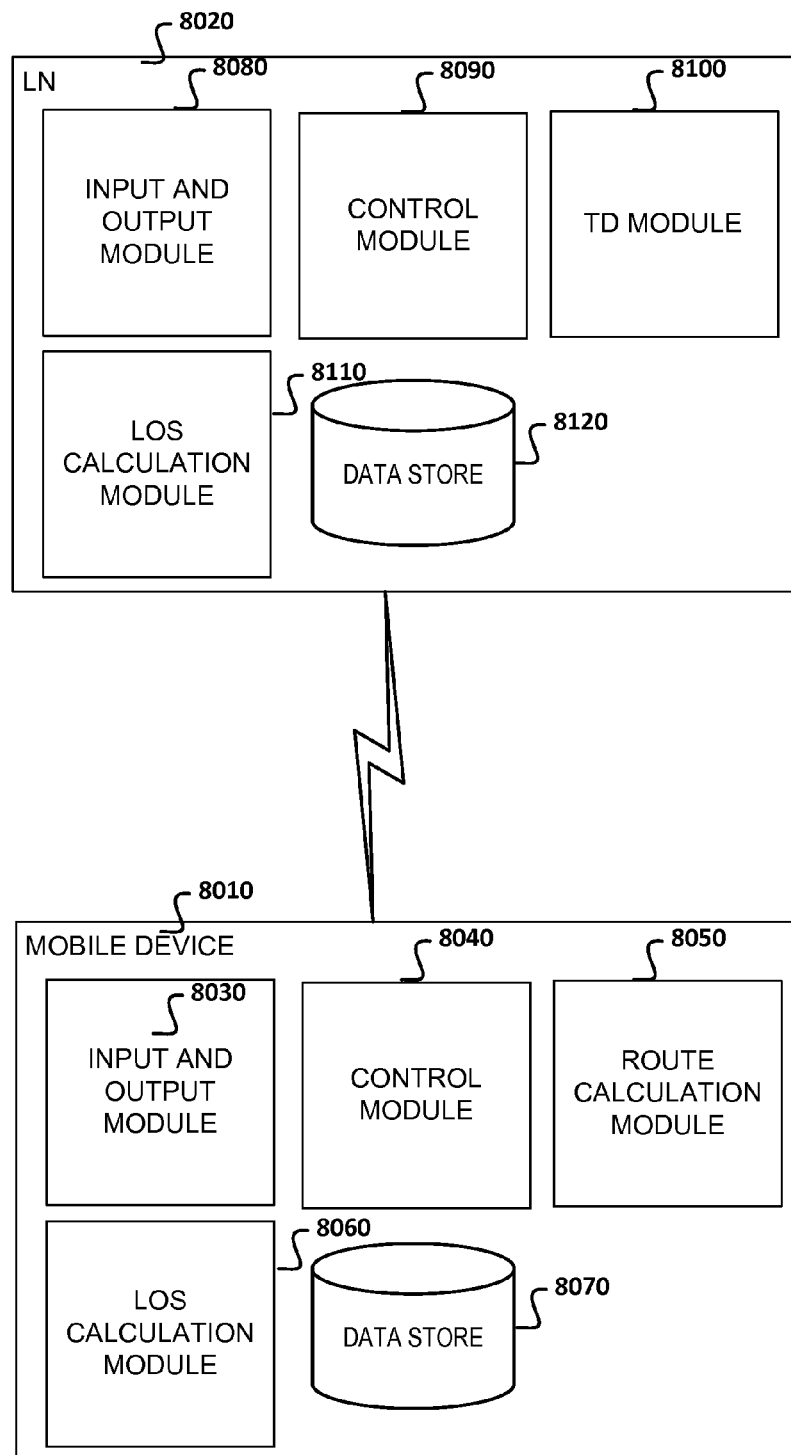 8020
LN
8080
8090
8100
INPUT AND
OUTPUT
MODULE
CONTROL
MODULE
TD MODULE
8110
8120
LOS
CALCULATION
MODULE
DATA STORE
8010
MOBILE DEVICE
8030
8040
8050
INPUT AND
OUTPUT
MODULE
CONTROL
MODULE
ROUTE
CALCULATION
MODULE
8060
8070
LOS
CALCULATION
MODULE
DATA STORE